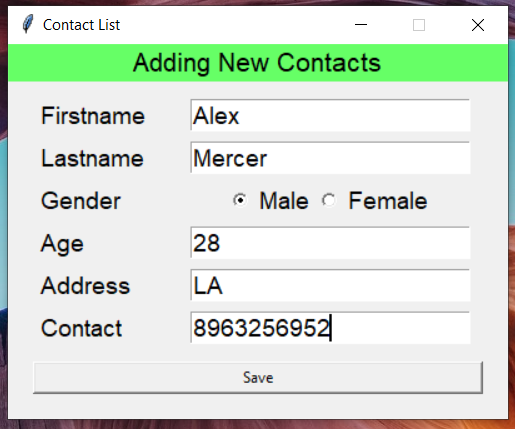 Contact List
Adding New Contacts
Firstname Alex
Lastname Mercer
Gender Male Female
Age 28
Address LA
Contact 8963256952
Save